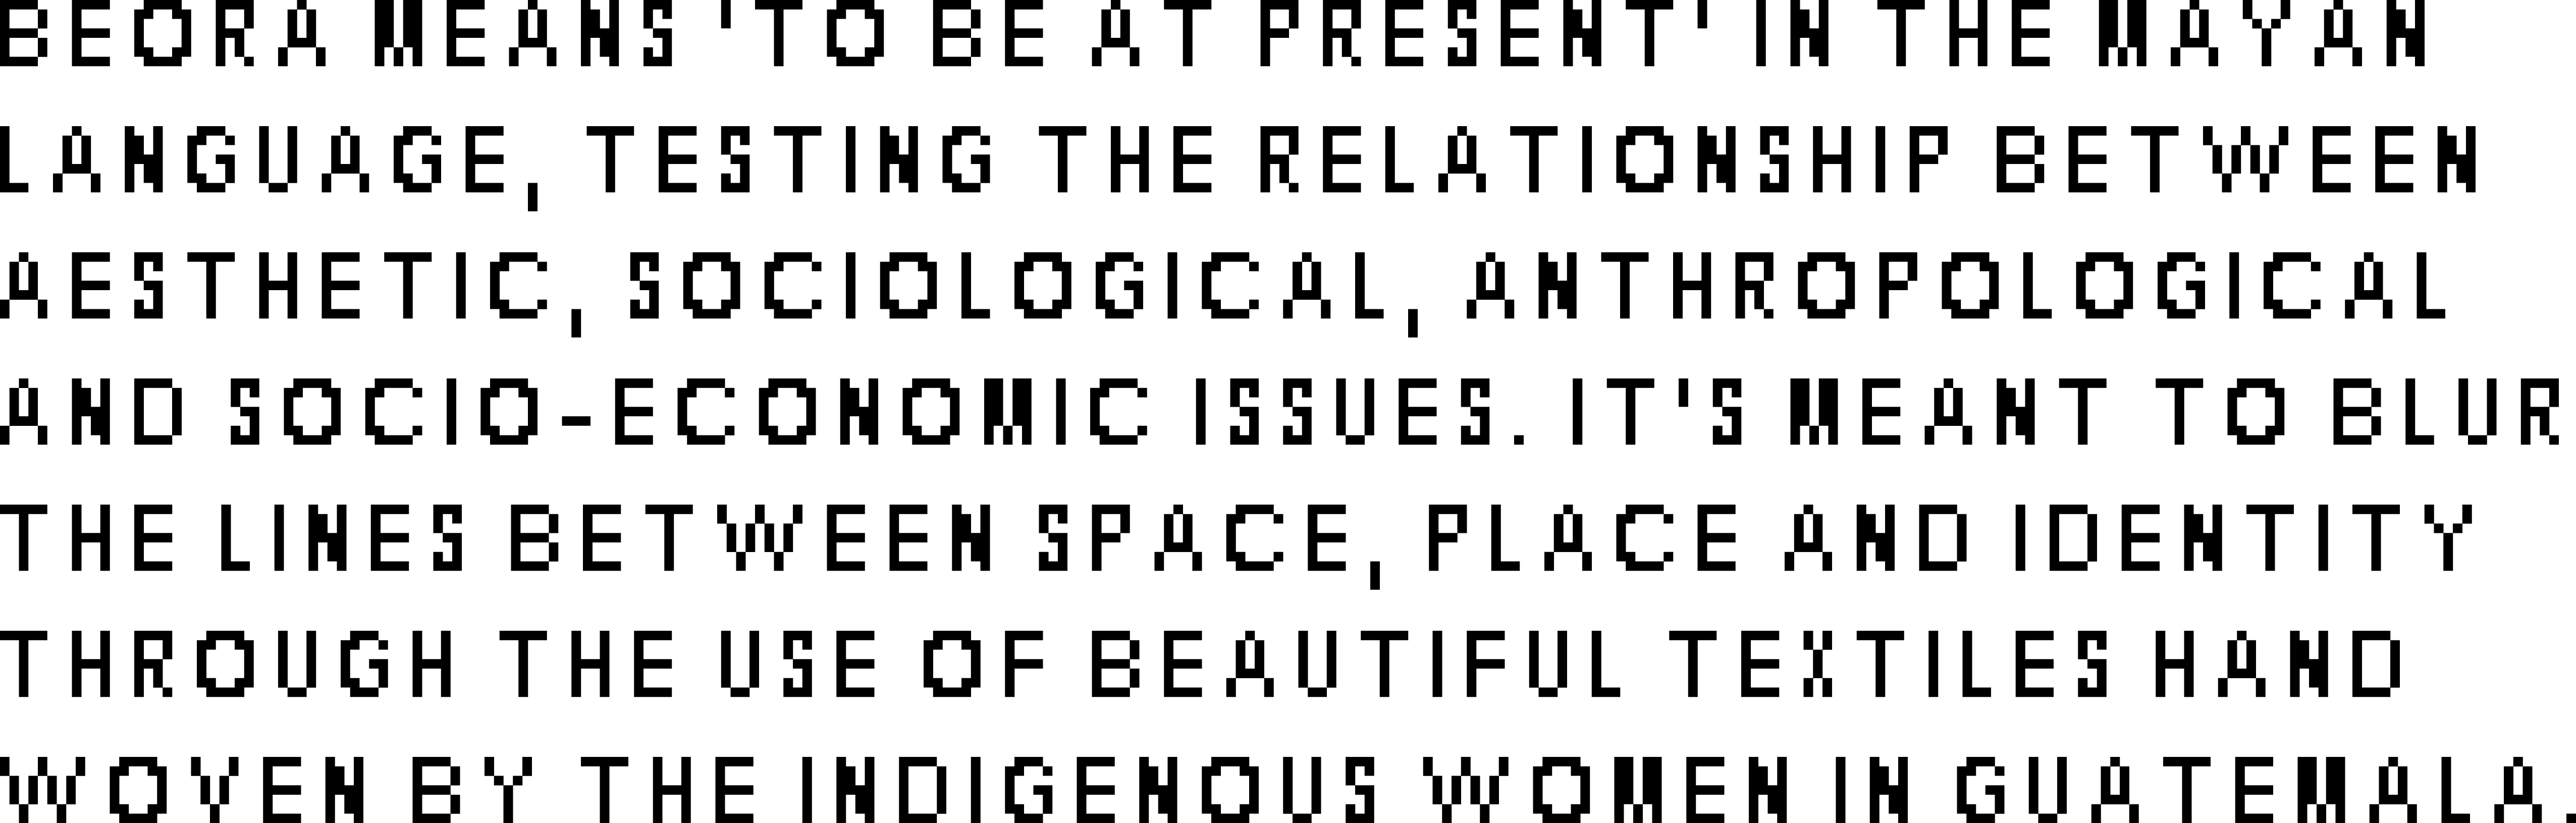 BEORA MEANS 'TO BE AT PRESENT' IN THE MAYAN
LANGUAGE, TESTING THE RELATIONSHIP BETWEEN
AESTHETIC, SOCIOLOGICAL, ANTHROPOLOGICAL
AND SOCIO-ECONOMIC ISSUES. IT'S MEANT TO BLUR
THE LINES BETWEEN SPACE, PLACE AND IDENTITY
THROUGH THE USE OF BEAUTIFUL TEXTILES HAND
WOVEN BY THE INDIGENOUS WOMEN IN GUATEMALA.